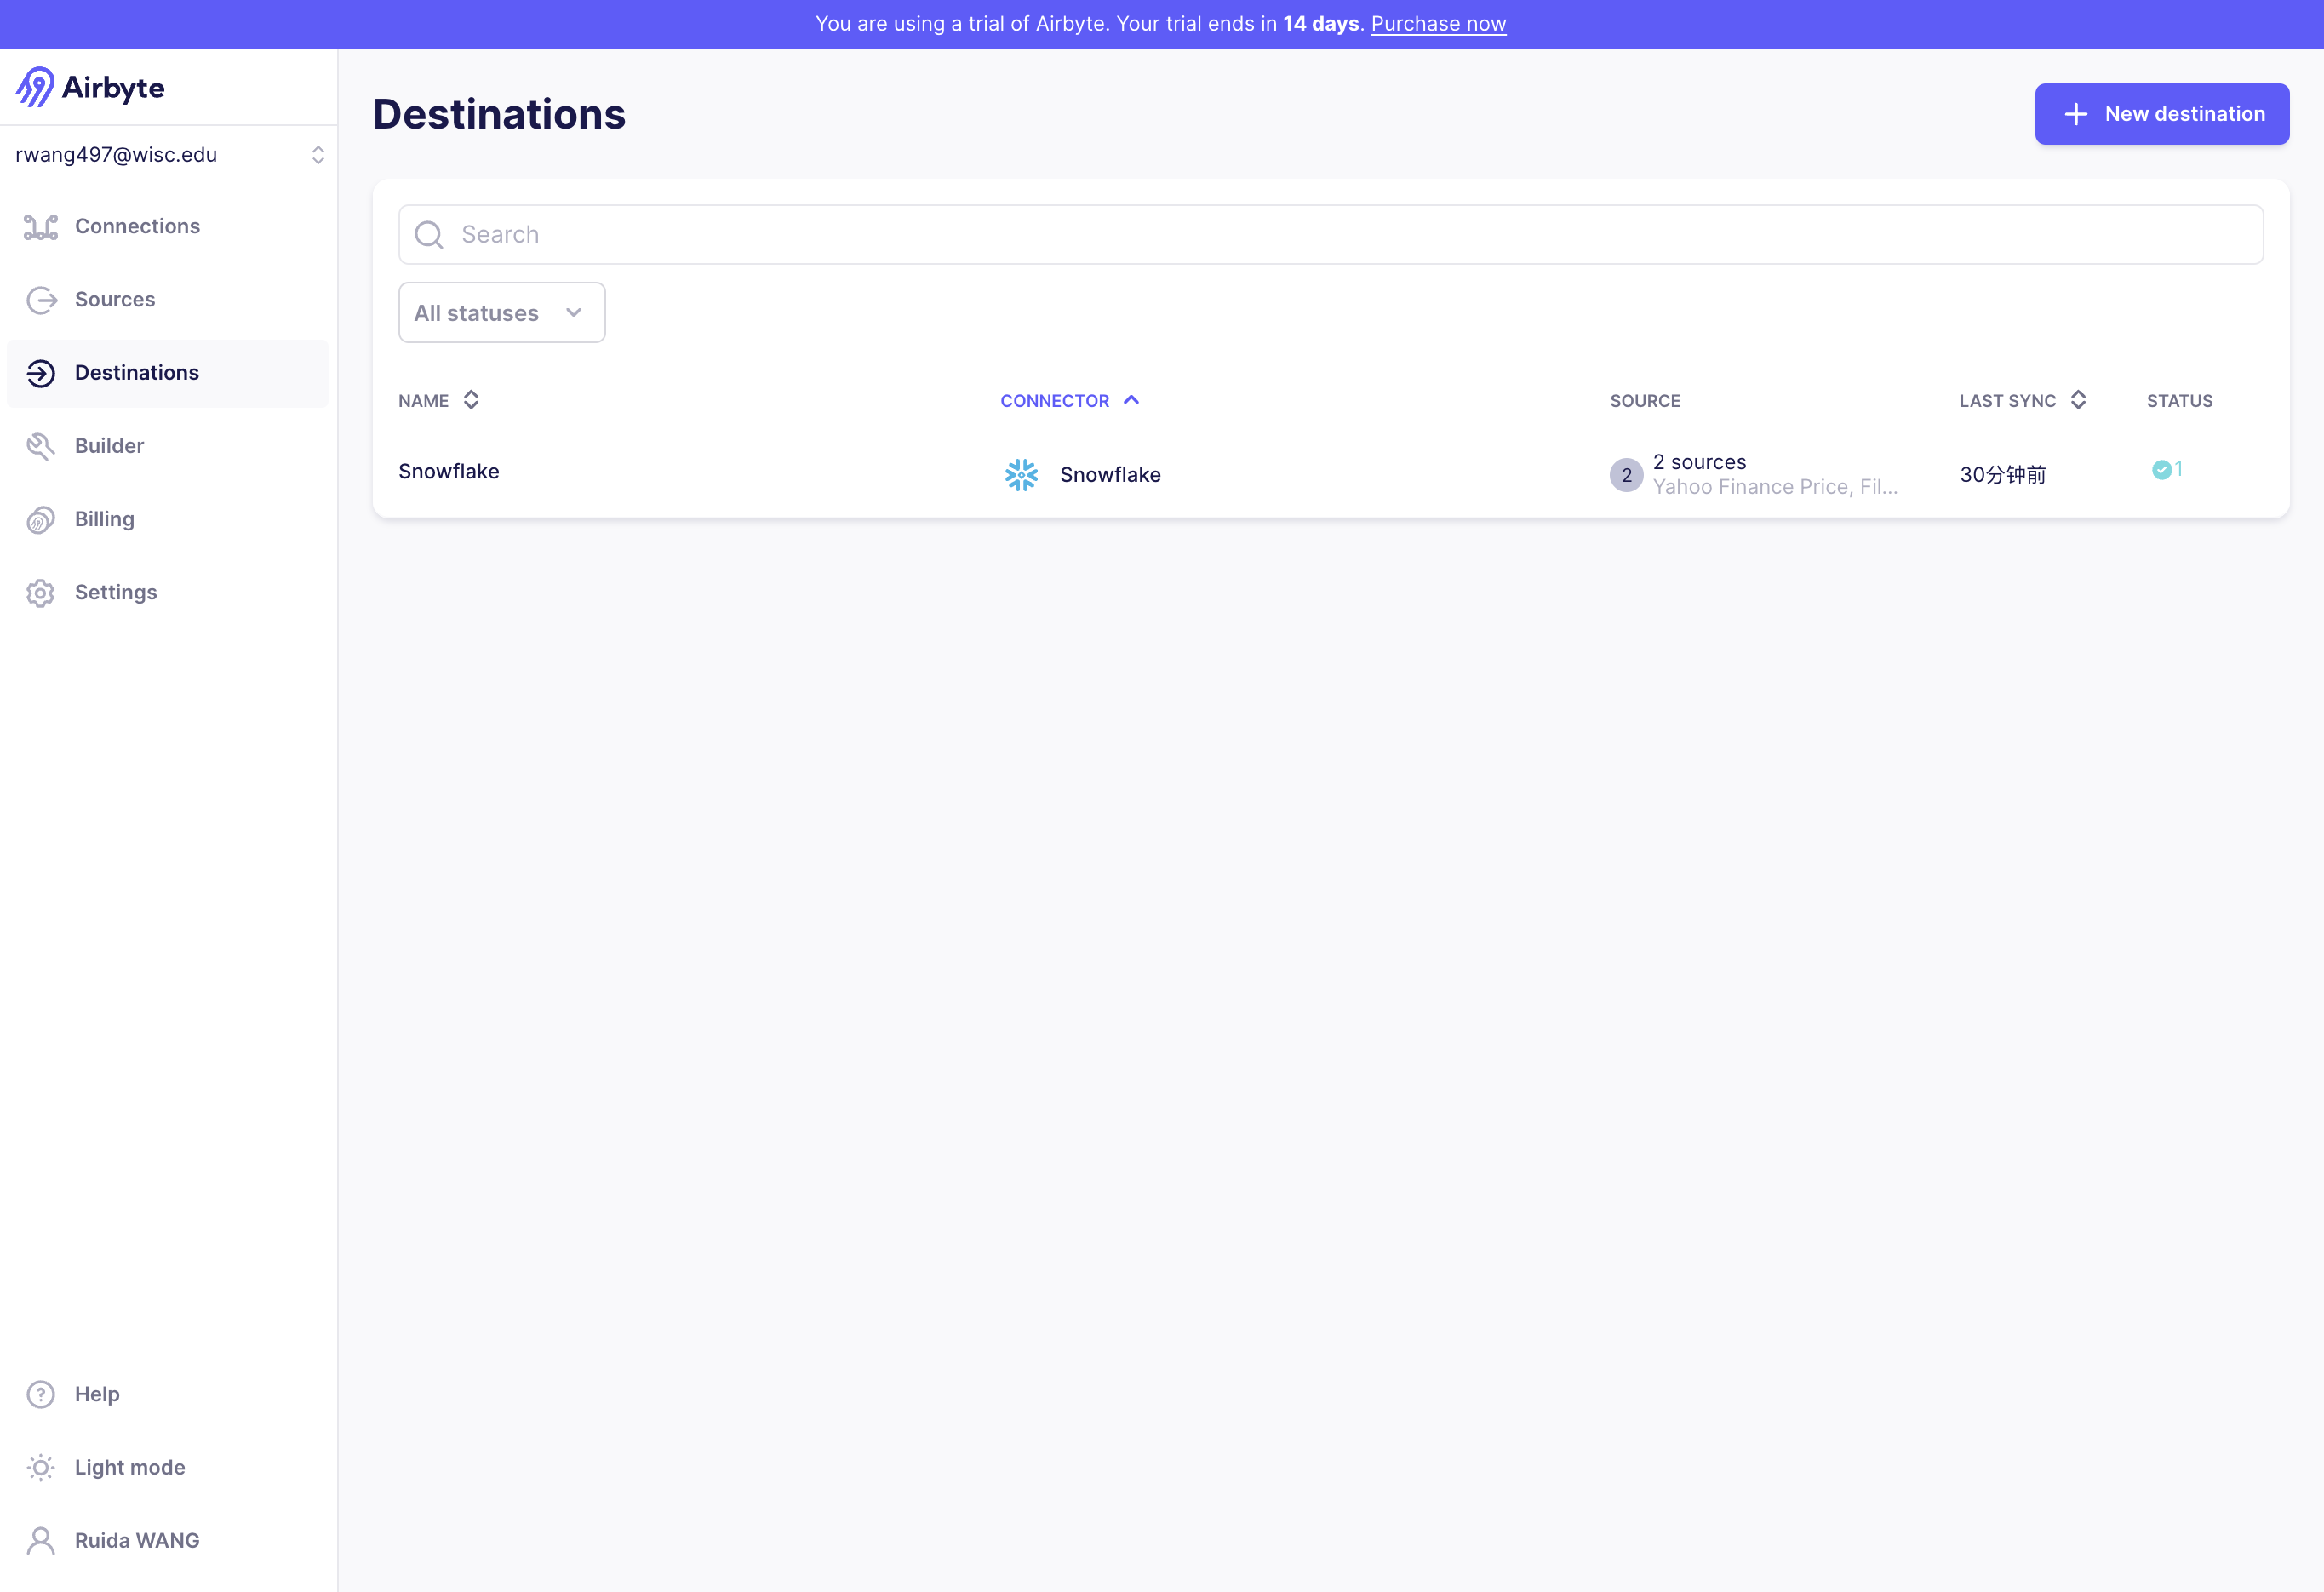 You are using a trial of Airbyte. Your trial ends in 14 days. Purchase now
Airbyte
rwang497@wisc.edu
Connections
Sources
Destinations
Builder
Billing
Settings
Help
Light mode
Ruida WANG
Destinations
New destination
Search
All statuses
NAME CONNECTOR SOURCE LAST SYNC STATUS
Snowflake Snowflake 2 2 sources 30分钟前 1
Yahoo Finance Price, Fil...